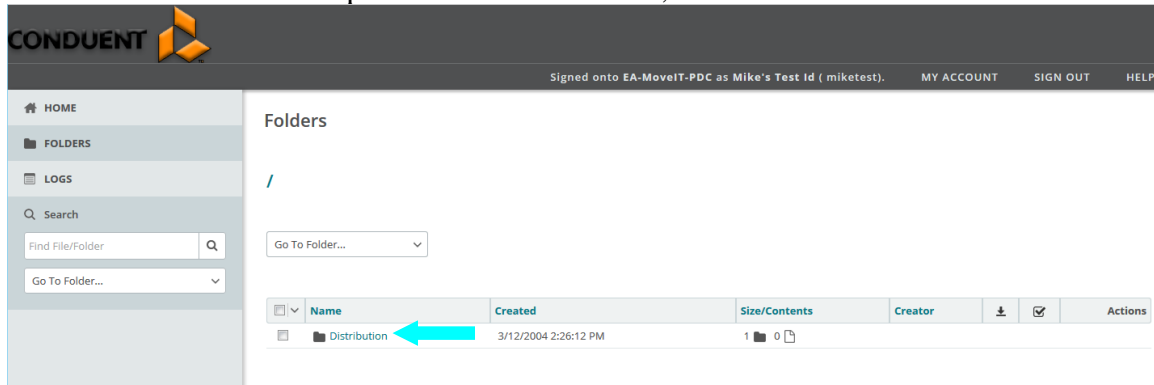 CONDUENT
Signed onto EA-MoveIT-PDC as Mike's Test Id ( miketest). MY ACCOUNT SIGN OUT HELP
HOME
FOLDERS
LOGS
Search
Find File/Folder
Go To Folder...
Folders
/
Go To Folder...
Name Created Size/Contents Creator Actions
Distribution 3/12/2004 2:26:12 PM 1 0